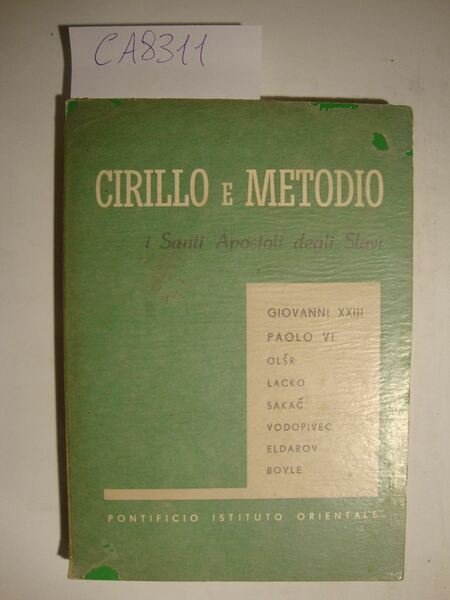 CA8311
CIRILLO E METODIO
i Santi Apostoli degli Slavi
GIOVANNI XXIII
PAOLO VI
OLŠR
LACKO
SAKAČ
VODOPIVEC
ELDAROV
BOYLE
PONTIFICIO ISTITUTO ORIENTALE